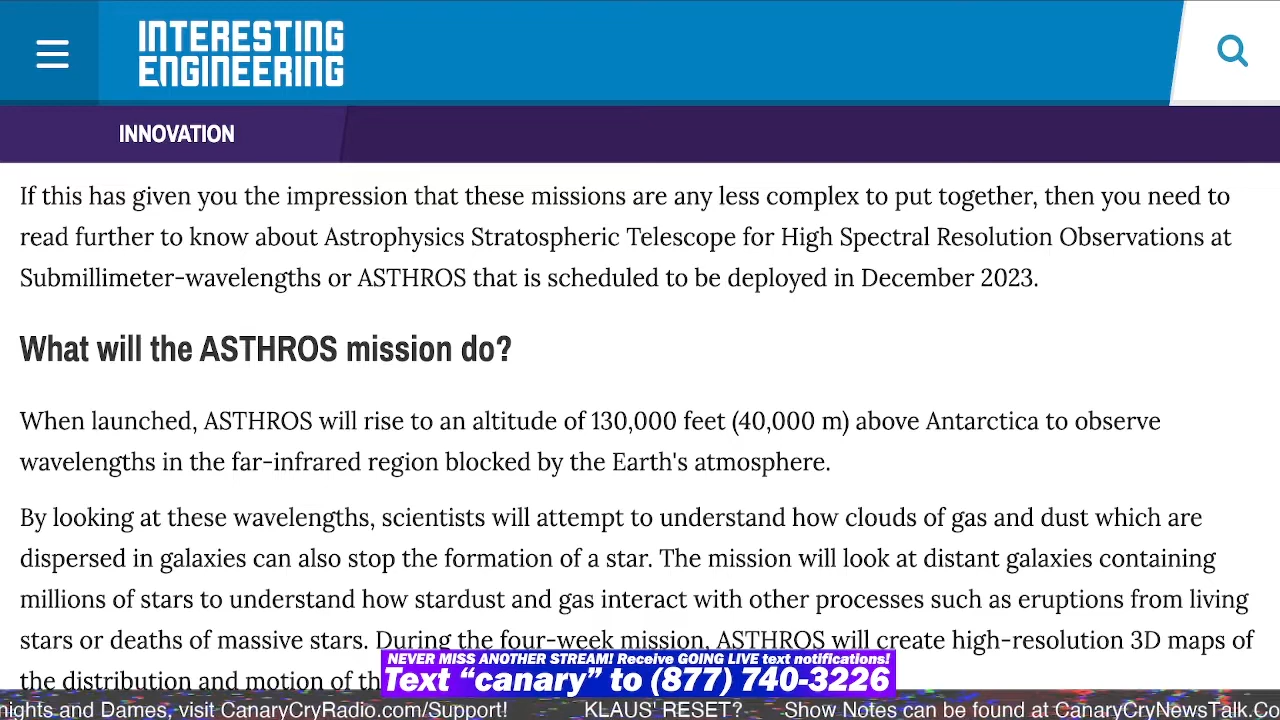 INTERESTING
ENGINEERING
INNOVATION
If this has given you the impression that these missions are any less complex to put together, then you need to
read further to know about Astrophysics Stratospheric Telescope for High Spectral Resolution Observations at
Submillimeter-wavelengths or ASTHROS that is scheduled to be deployed in December 2023.
What will the ASTHROS mission do?
When launched, ASTHROS will rise to an altitude of 130,000 feet (40,000 m) above Antarctica to observe
wavelengths in the far-infrared region blocked by the Earth's atmosphere.
By looking at these wavelengths, scientists will attempt to understand how clouds of gas and dust which are
dispersed in galaxies can also stop the formation of a star. The mission will look at distant galaxies containing
millions of stars to understand how stardust and gas interact with other processes such as eruptions from living
stars or deaths of massive stars. During the four-week mission, ASTHROS will create high-resolution 3D maps of
the distribution and motion of th
NEVER MISS ANOTHER STREAM! Receive GOING LIVE text notifications!
Text “canary” to (877) 740-3226
nights and Dames, visit CanaryCryRadio.com/Support! KLAUS' RESET? Show Notes can be found at CanaryCryNewsTalk.Co